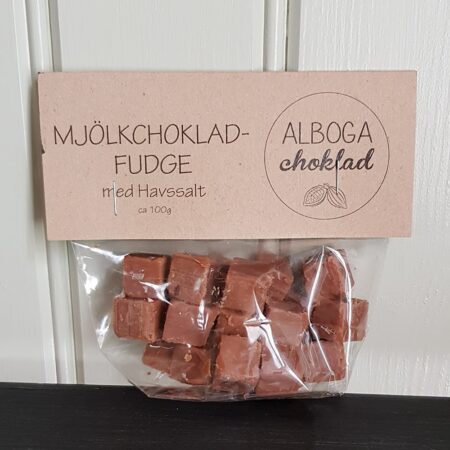 MJÖLKCHOKLAD-
FUDGE
med Havssalt
ca 100g
ALBOGA
choklad